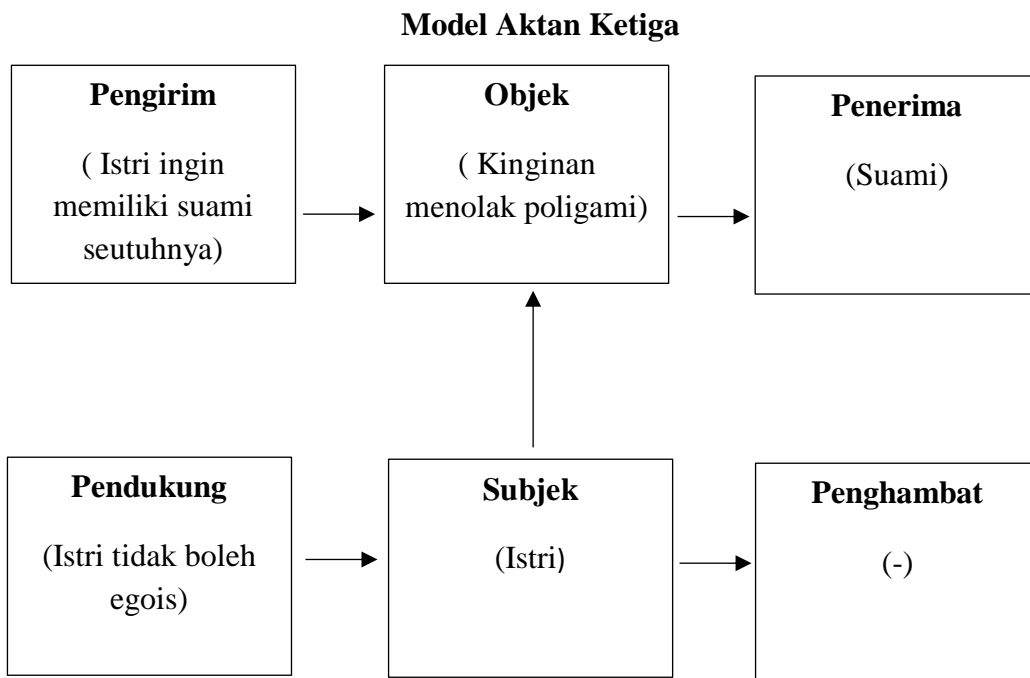 Model Aktan Ketiga
Pengirim
( Istri ingin
memiliki suami
seutuhnya)
Objek
( Kinginan
menolak poligami)
Penerima
(Suami)
Pendukung
(Istri tidak boleh
egois)
Subjek
(Istri)
Penghambat
(-)